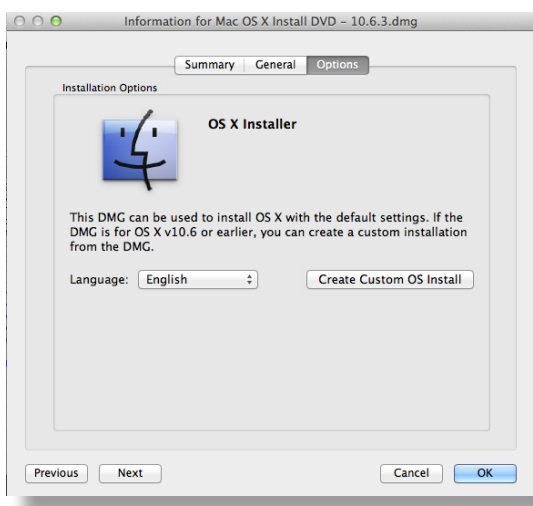 Information for Mac OS X Install DVD – 10.6.3.dmg
Summary General Options
Installation Options
OS X Installer
This DMG can be used to install OS X with the default settings. If the
DMG is for OS X v10.6 or earlier, you can create a custom installation
from the DMG.
Language: English Create Custom OS Install
Previous Next Cancel OK